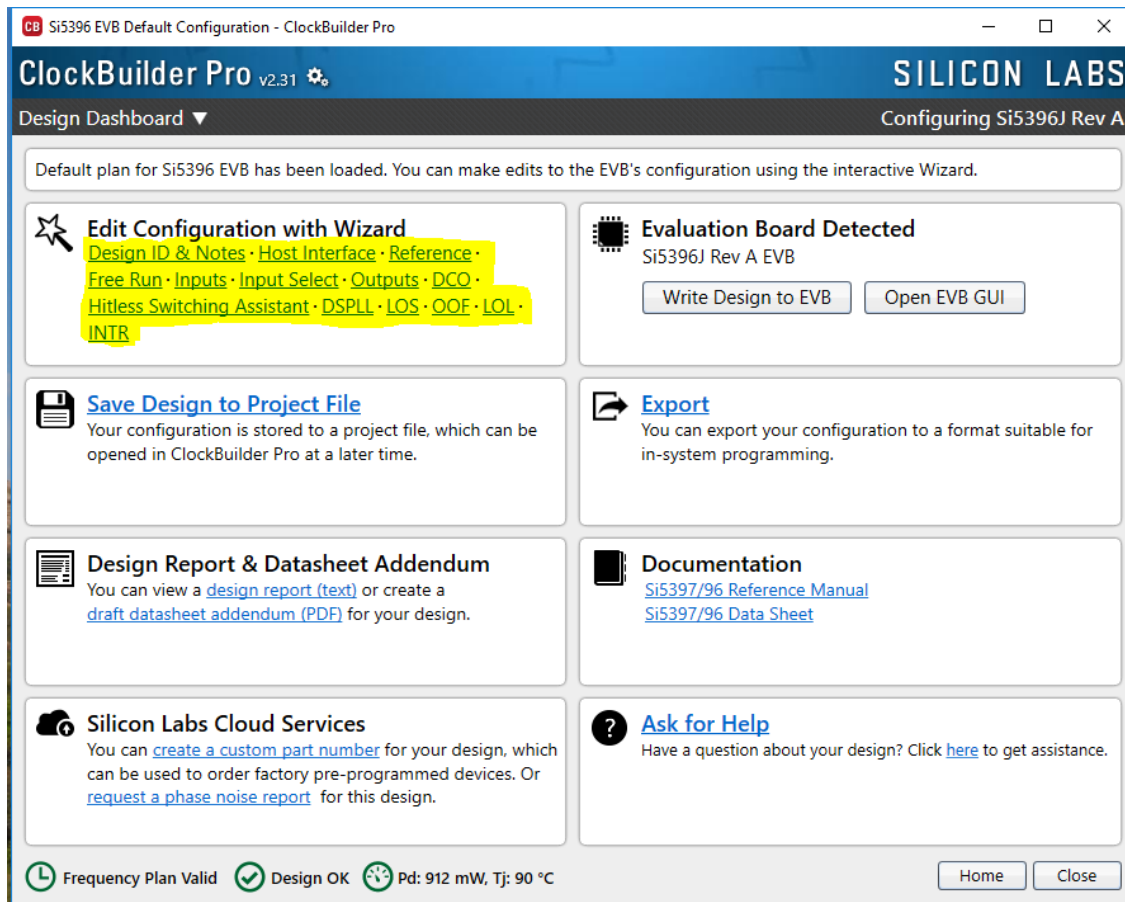 CB Si5396 EVB Default Configuration - ClockBuilder Pro
ClockBuilder Pro v2.31
SILICON LABS
Design Dashboard ▼
Configuring Si5396J Rev A
Default plan for Si5396 EVB has been loaded. You can make edits to the EVB's configuration using the interactive Wizard.
Edit Configuration with Wizard
Design ID & Notes · Host Interface · Reference ·
Free Run · Inputs · Input Select · Outputs · DCO ·
Hitless Switching Assistant · DSPLL · LOS · OOF · LOL ·
INTR
Evaluation Board Detected
Si5396J Rev A EVB
Write Design to EVB
Open EVB GUI
Save Design to Project File
Your configuration is stored to a project file, which can be
opened in ClockBuilder Pro at a later time.
Export
You can export your configuration to a format suitable for
in-system programming.
Design Report & Datasheet Addendum
You can view a design report (text) or create a
draft datasheet addendum (PDF) for your design.
Documentation
Si5397/96 Reference Manual
Si5397/96 Data Sheet
Silicon Labs Cloud Services
You can create a custom part number for your design, which
can be used to order factory pre-programmed devices. Or
request a phase noise report for this design.
? Ask for Help
Have a question about your design? Click here to get assistance.
Frequency Plan Valid
Design OK
Pd: 912 mW, Tj: 90 °C
Home
Close